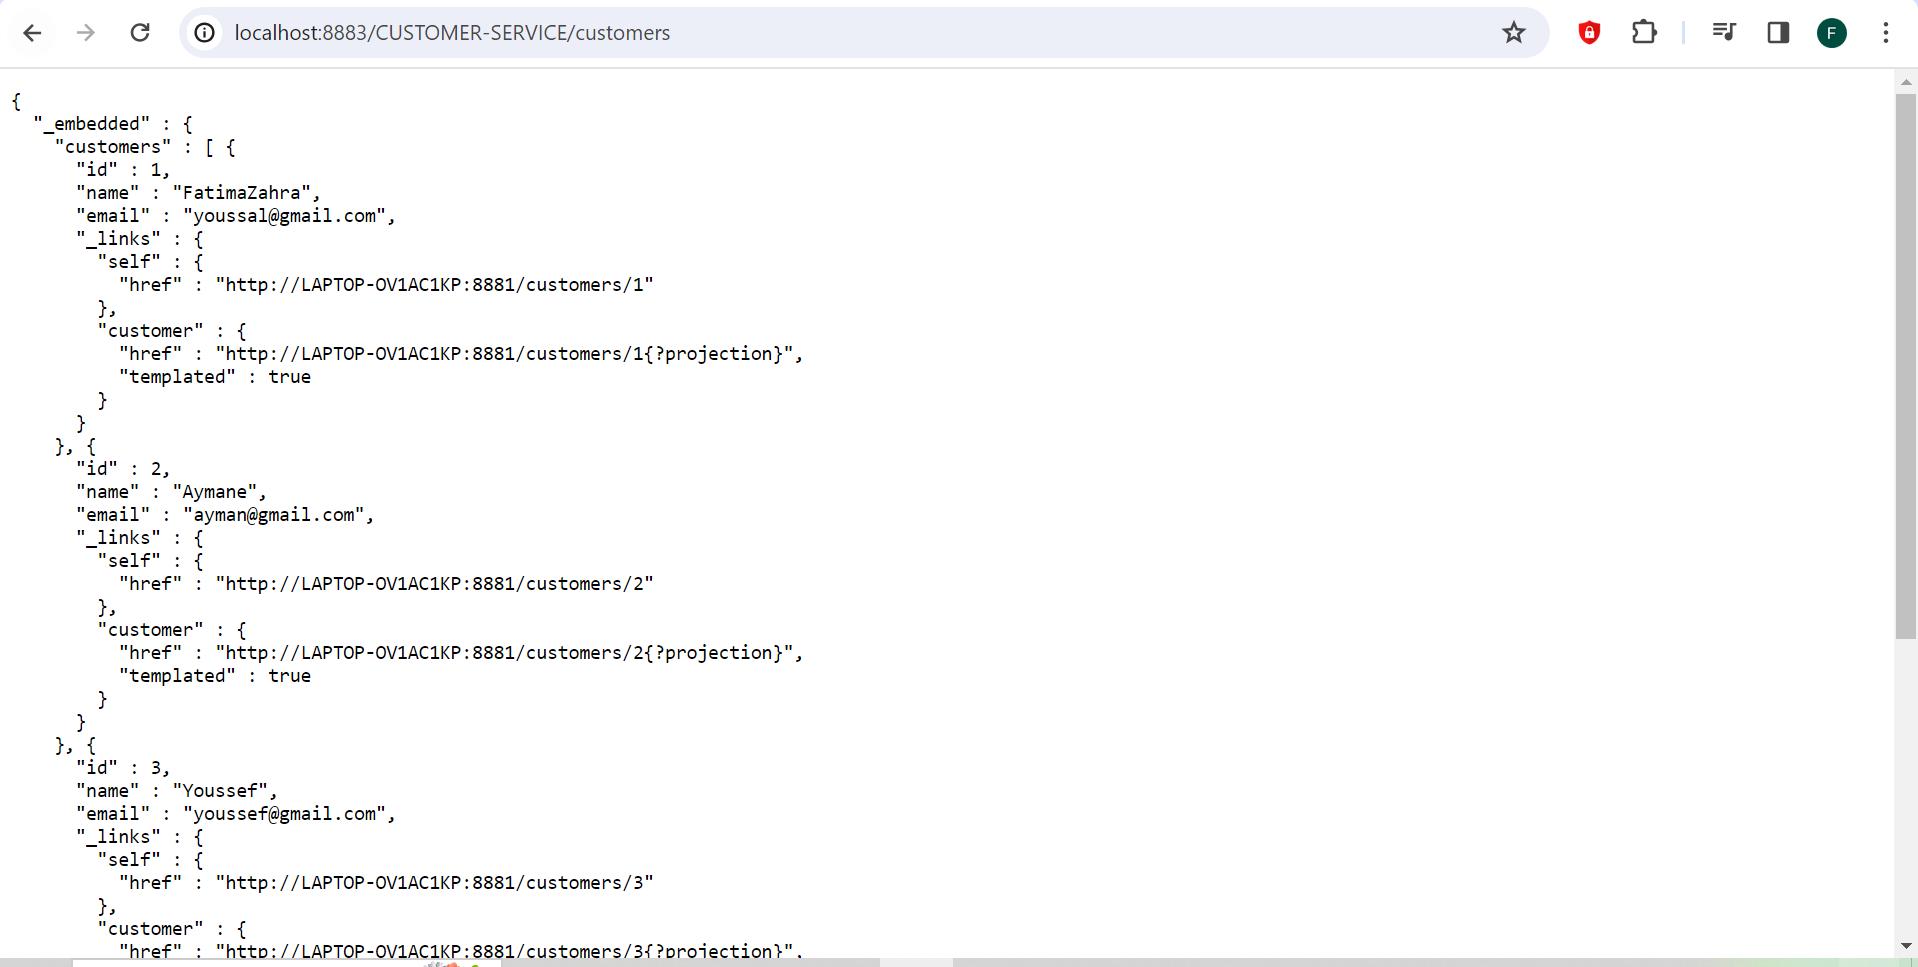 localhost:8883/CUSTOMER-SERVICE/customers
F
{
  "_embedded" : {
    "customers" : [ {
      "id" : 1,
      "name" : "FatimaZahra",
      "email" : "youssal@gmail.com",
      "_links" : {
        "self" : {
          "href" : "http://LAPTOP-OV1AC1KP:8881/customers/1"
        },
        "customer" : {
          "href" : "http://LAPTOP-OV1AC1KP:8881/customers/1{?projection}",
          "templated" : true
        }
      }
    }, {
      "id" : 2,
      "name" : "Aymane",
      "email" : "ayman@gmail.com",
      "_links" : {
        "self" : {
          "href" : "http://LAPTOP-OV1AC1KP:8881/customers/2"
        },
        "customer" : {
          "href" : "http://LAPTOP-OV1AC1KP:8881/customers/2{?projection}",
          "templated" : true
        }
      }
    }, {
      "id" : 3,
      "name" : "Youssef",
      "email" : "youssef@gmail.com",
      "_links" : {
        "self" : {
          "href" : "http://LAPTOP-OV1AC1KP:8881/customers/3"
        },
        "customer" : {
          "href" : "http://LAPTOP-OV1AC1KP:8881/customers/3{?projection}",